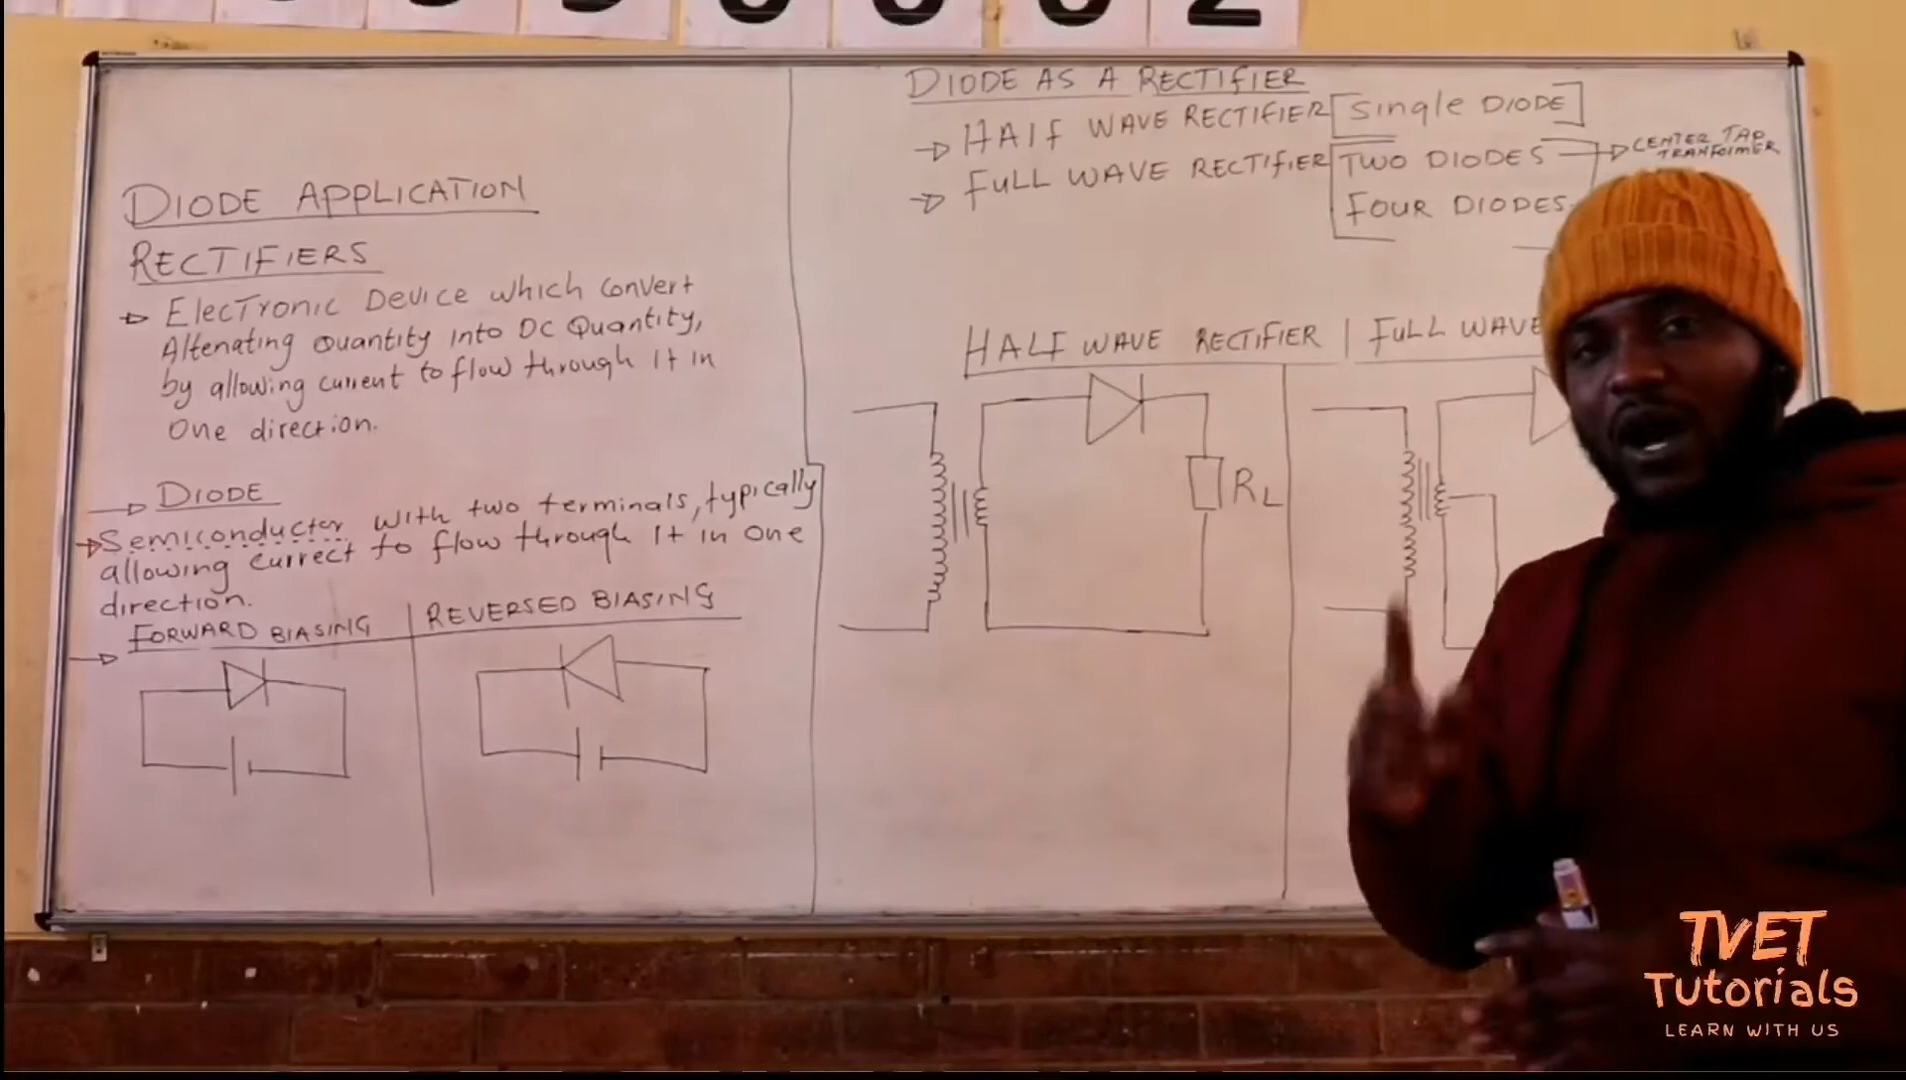 DIODE APPLICATION
RECTIFIERS
ElecTronic Device which convert
Altenating Quantity into DC Quantity,
by allowing current to flow through It in
One direction.
DIODE
Semiconductor with two terminals, typically
allowing currect to flow through It in one
direction.
FORWARD BIASING
REVERSED BIASING
DIODE AS A RECTIFIER
HAlf WAVE RECTIFIER [Single DIODE]
FULL WAVE RECTIFIER [TWO DIODES
CENTER TAP
TRANFOIMER
FOUR DIODES
HALF WAVE RECTIFIER | FULL WAVE
RL
TVET
Tutorials
LEARN WITH US